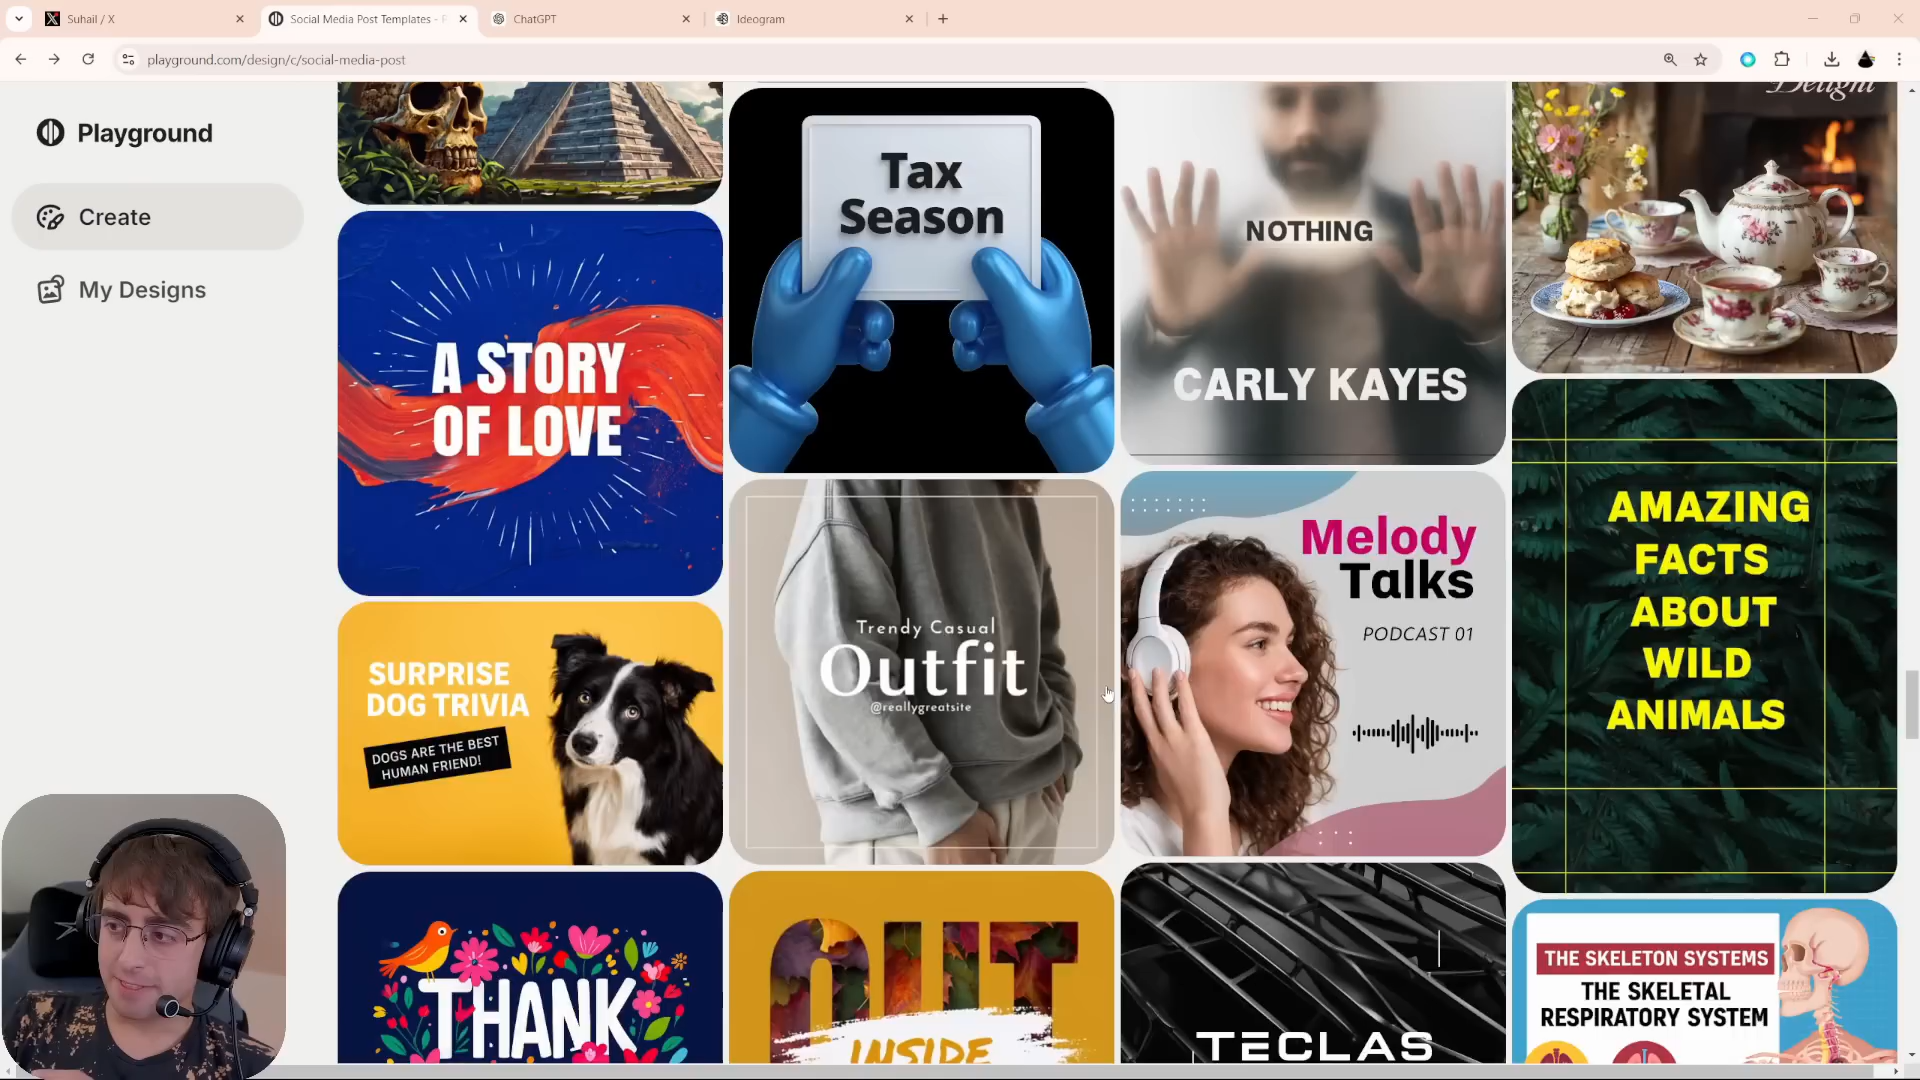 Suhail / X
Social Media Post Templates - P
ChatGPT
Ideogram
playground.com/design/c/social-media-post
Playground
Create
My Designs
Tax
Season
NOTHING
CARLY KAYES
Delight
A STORY
OF LOVE
Trendy Casual
Outfit
@reallygreatsite
Melody
Talks
PODCAST 01
AMAZING
FACTS
ABOUT
WILD
ANIMALS
SURPRISE
DOG TRIVIA
DOGS ARE THE BEST
HUMAN FRIEND!
THANK
OUT
INSIDE
TECLAS
THE SKELETON SYSTEMS
THE SKELETAL
RESPIRATORY SYSTEM